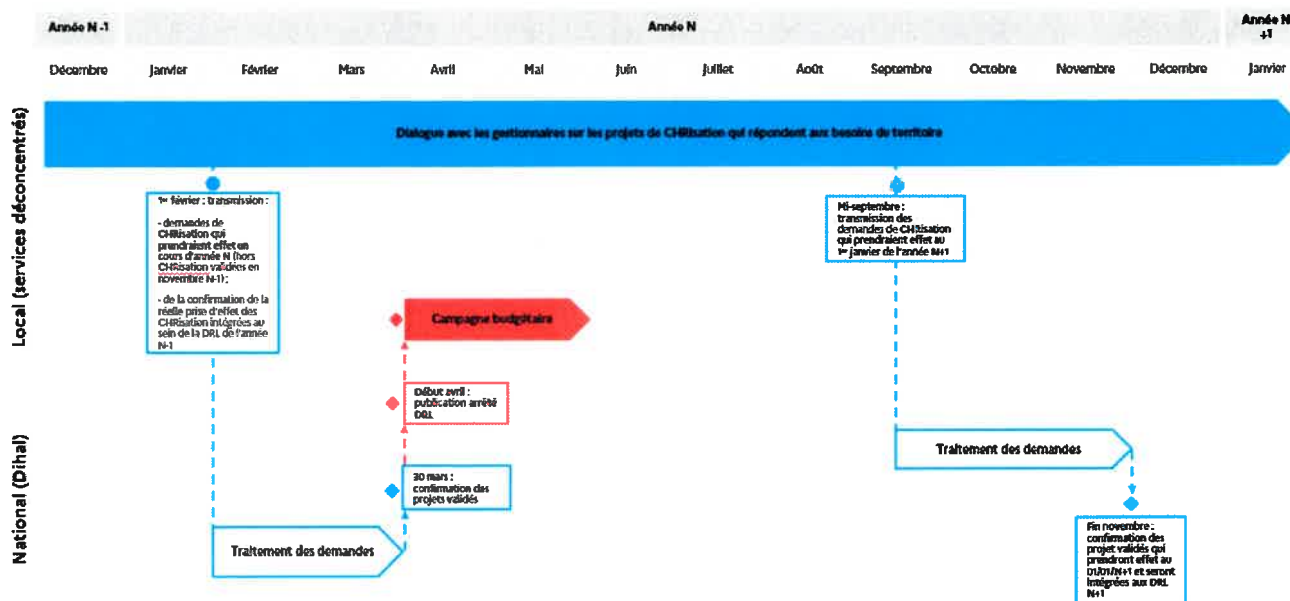 Année N-1
Année N
Année N
+1
Décembre
Janvier
Février
Mars
Avril
Mai
Juin
Juillet
Août
Septembre
Octobre
Novembre
Décembre
Janvier
Local (services déconcentrés)
Dialogue avec les gestionnaires sur les projets de CHRisation qui répondent aux besoins du territoire
1er février : transmission :
- demandes de
CHRisation qui
prendraient effet en
cours d'année N (hors
CHRisation validées en
novembre N-1) ;
- de la confirmation de la
réelle prise d'effet des
CHRisation intégrées au
sein de la DRL de l'année
N-1
Mi-septembre :
transmission des
demandes de CHRisation
qui prendraient effet au
1er janvier de l'année N+1
Campagne budgétaire
Début avril :
publication arrêté
DRL
National (Dihal)
30 mars :
confirmation des
projets validés
Traitement des demandes
Traitement des demandes
Fin novembre :
confirmation des
projet validés qui
prendront effet au
01/01/N+1 et seront
intégrées aux DRL
N+1